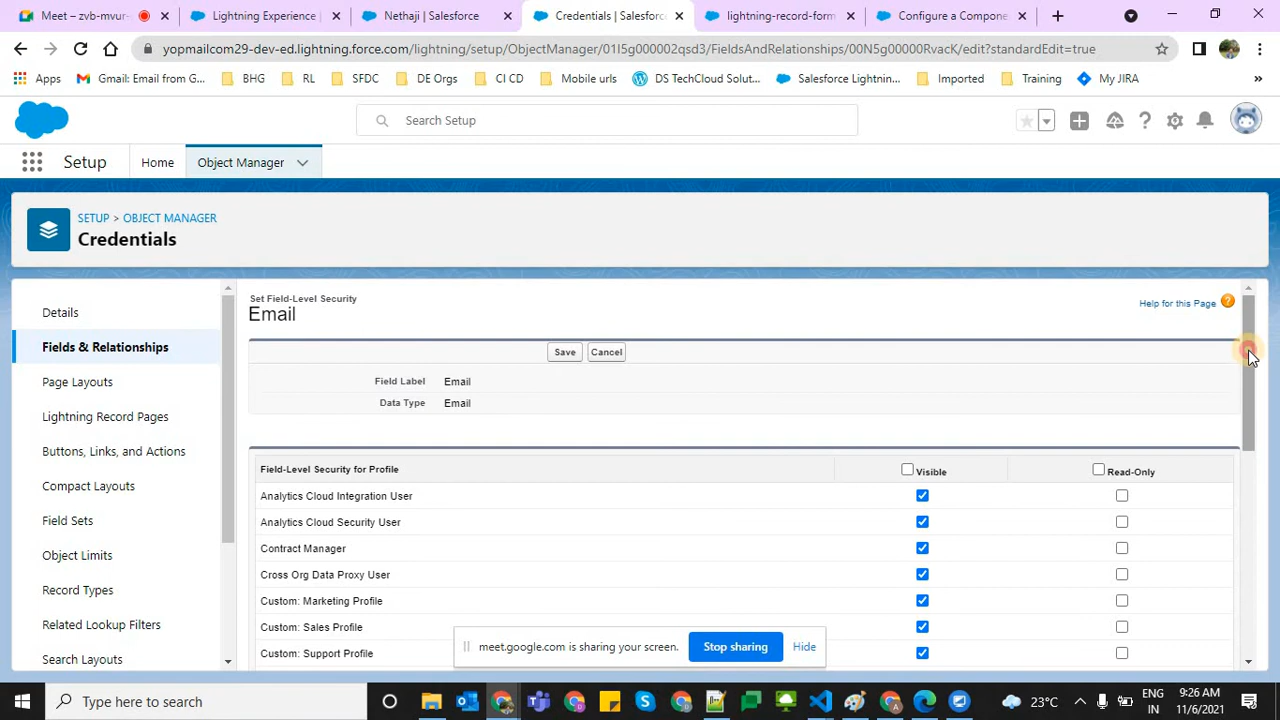 Meet – zvb-mvr-
Lightning Experience
Nethaji | Salesforce
Credentials | Salesforc
lightning-record-form
Configure a Compone
yopmailcom29-dev-ed.lightning.force.com/lightning/setup/ObjectManager/01I5g000002qsd3/FieldsAndRelationships/00N5g00000RvacK/edit?standardEdit=true
Apps
Gmail: Email from G...
BHG
RL
SFDC
DE Orgs
CI CD
Mobile urls
DS TechCloud Solut...
Salesforce Lightnin...
Imported
Training
My JIRA
»
Search Setup
Setup
Home
Object Manager
SETUP > OBJECT MANAGER
Credentials
Details
Fields & Relationships
Page Layouts
Lightning Record Pages
Buttons, Links, and Actions
Compact Layouts
Field Sets
Object Limits
Record Types
Related Lookup Filters
Search Layouts
Set Field-Level Security
Email
Help for this Page
Save Cancel
Field Label Email
Data Type Email
Field-Level Security for Profile Visible Read-Only
Analytics Cloud Integration User
Analytics Cloud Security User
Contract Manager
Cross Org Data Proxy User
Custom: Marketing Profile
Custom: Sales Profile
Custom: Support Profile
meet.google.com is sharing your screen. Stop sharing Hide
Type here to search
23°C
ENG
IN
9:26 AM
11/6/2021